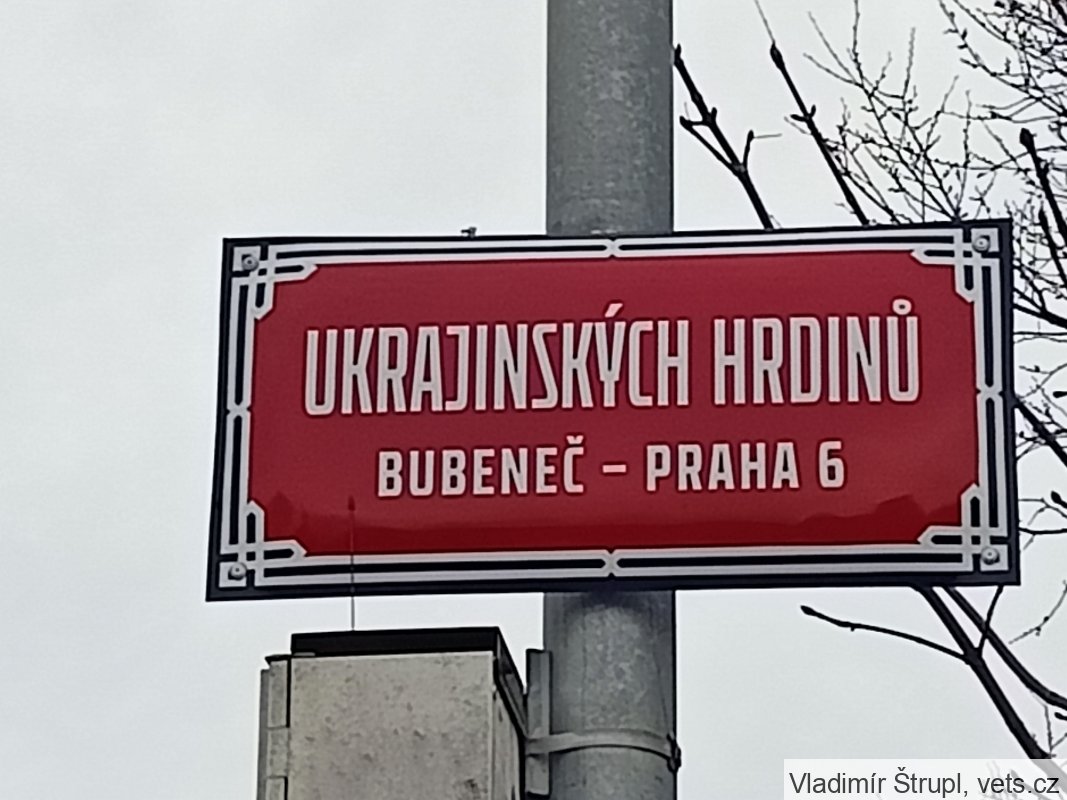 UKRAJINSKÝCH HRDINŮ
BUBENEČ – PRAHA 6
Vladimír Štrupl, vets.cz